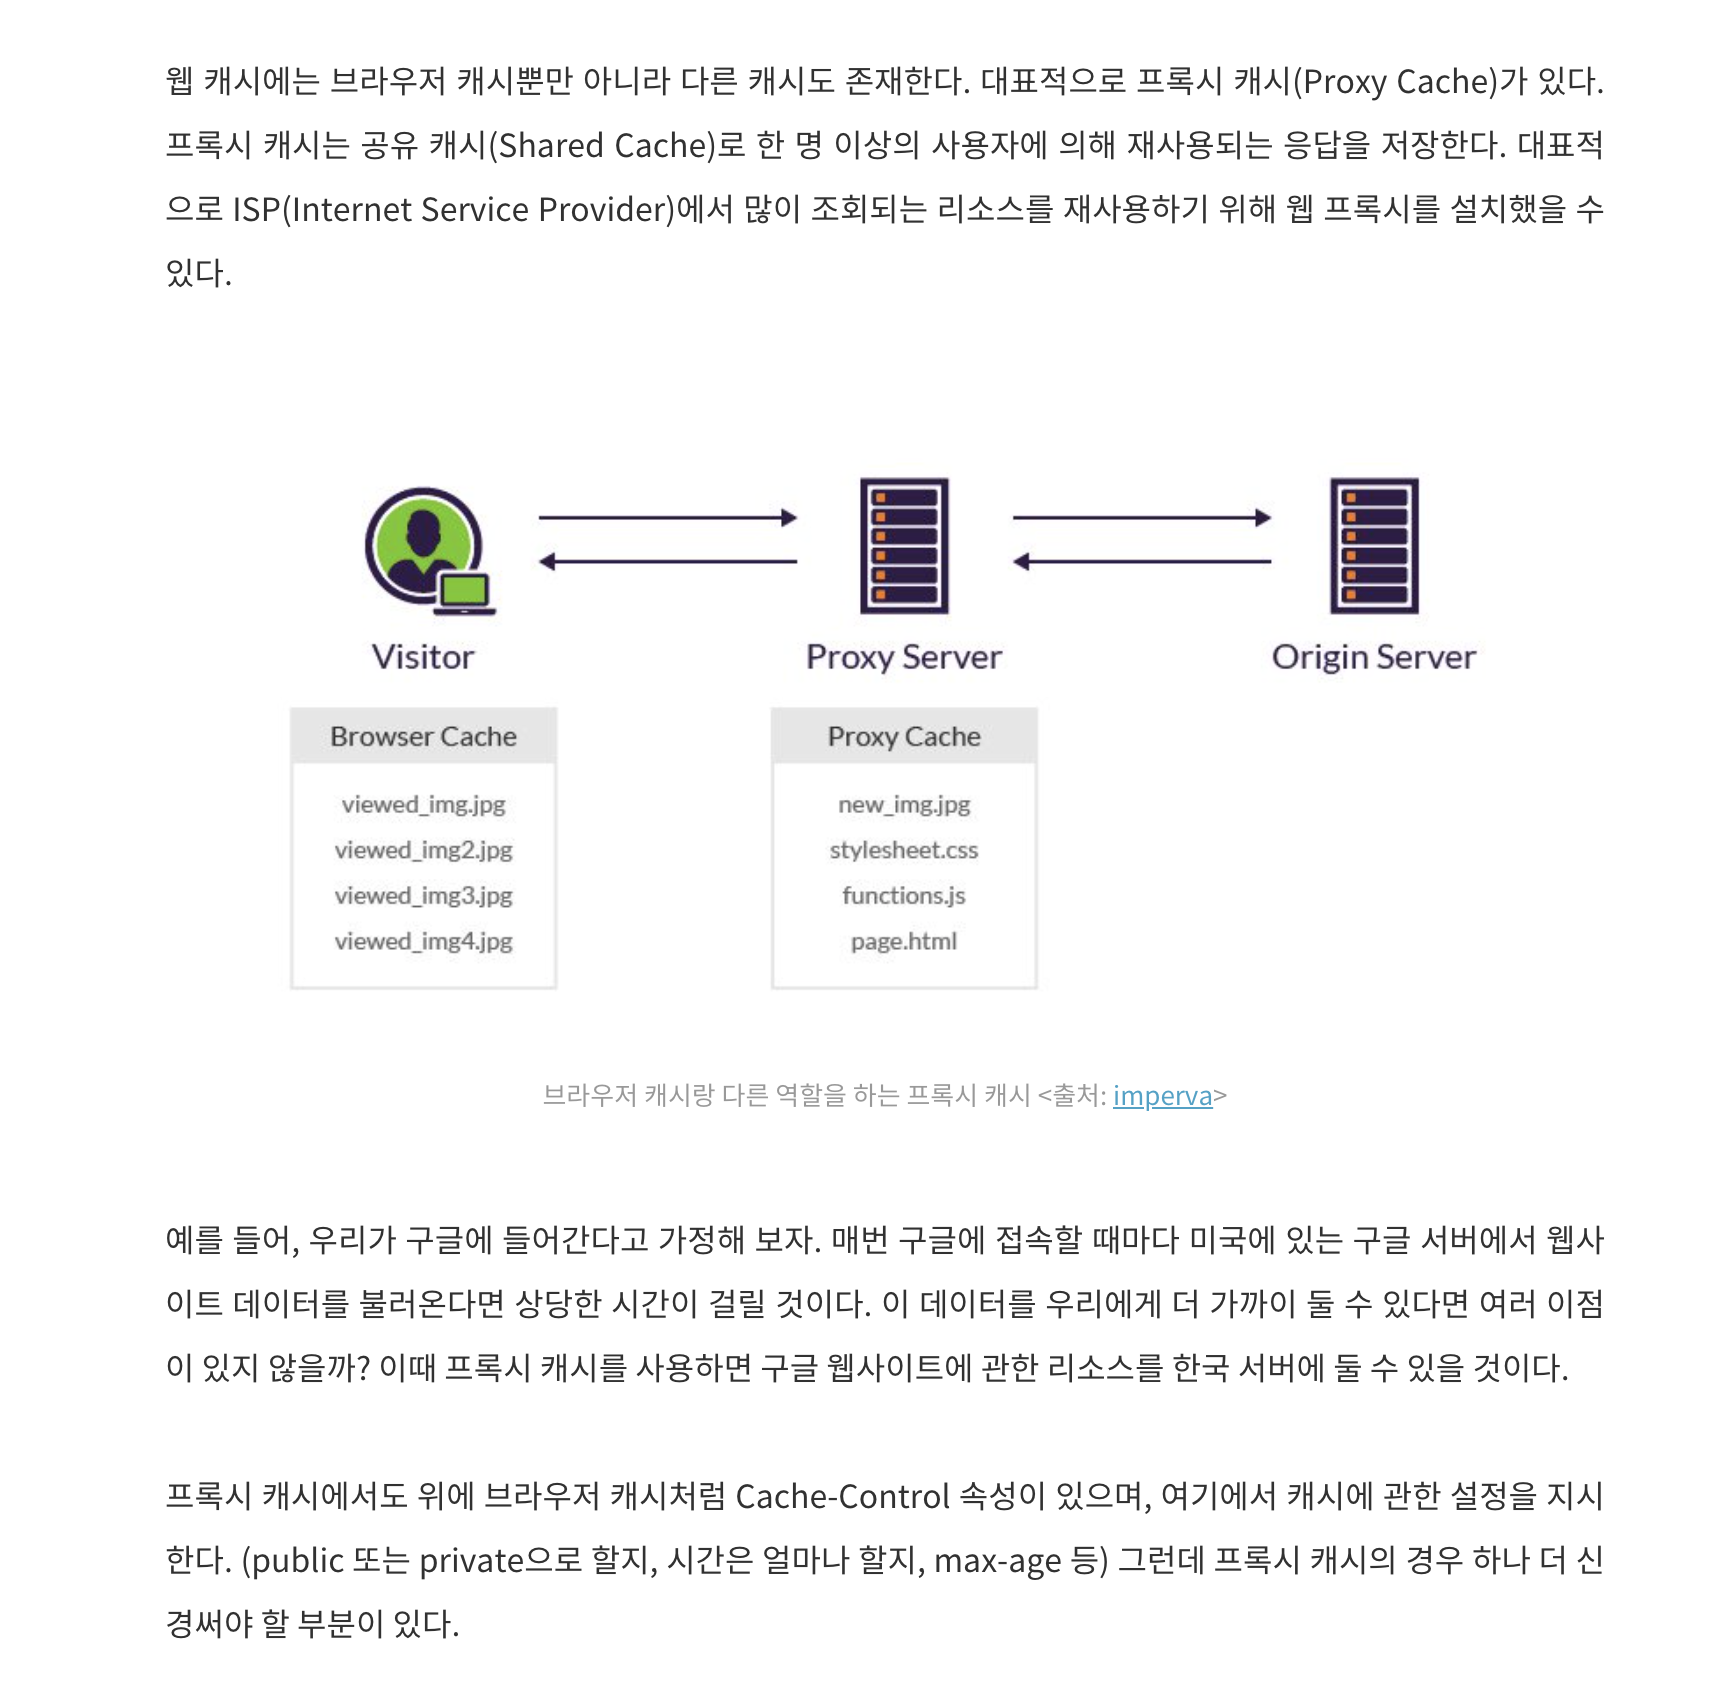 웹 캐시에는 브라우저 캐시뿐만 아니라 다른 캐시도 존재한다. 대표적으로 프록시 캐시(Proxy Cache)가 있다.
프록시 캐시는 공유 캐시(Shared Cache)로 한 명 이상의 사용자에 의해 재사용되는 응답을 저장한다. 대표적
으로 ISP(Internet Service Provider)에서 많이 조회되는 리소스를 재사용하기 위해 웹 프록시를 설치했을 수
있다.
Visitor
Proxy Server
Origin Server
Browser Cache
viewed_img.jpg
viewed_img2.jpg
viewed_img3.jpg
viewed_img4.jpg
Proxy Cache
new_img.jpg
stylesheet.css
functions.js
page.html
브라우저 캐시랑 다른 역할을 하는 프록시 캐시 <출처: imperva>
예를 들어, 우리가 구글에 들어간다고 가정해 보자. 매번 구글에 접속할 때마다 미국에 있는 구글 서버에서 웹사
이트 데이터를 불러온다면 상당한 시간이 걸릴 것이다. 이 데이터를 우리에게 더 가까이 둘 수 있다면 여러 이점
이 있지 않을까? 이때 프록시 캐시를 사용하면 구글 웹사이트에 관한 리소스를 한국 서버에 둘 수 있을 것이다.
프록시 캐시에서도 위에 브라우저 캐시처럼 Cache-Control 속성이 있으며, 여기에서 캐시에 관한 설정을 지시
한다. (public 또는 private으로 할지, 시간은 얼마나 할지, max-age 등) 그런데 프록시 캐시의 경우 하나 더 신
경써야 할 부분이 있다.